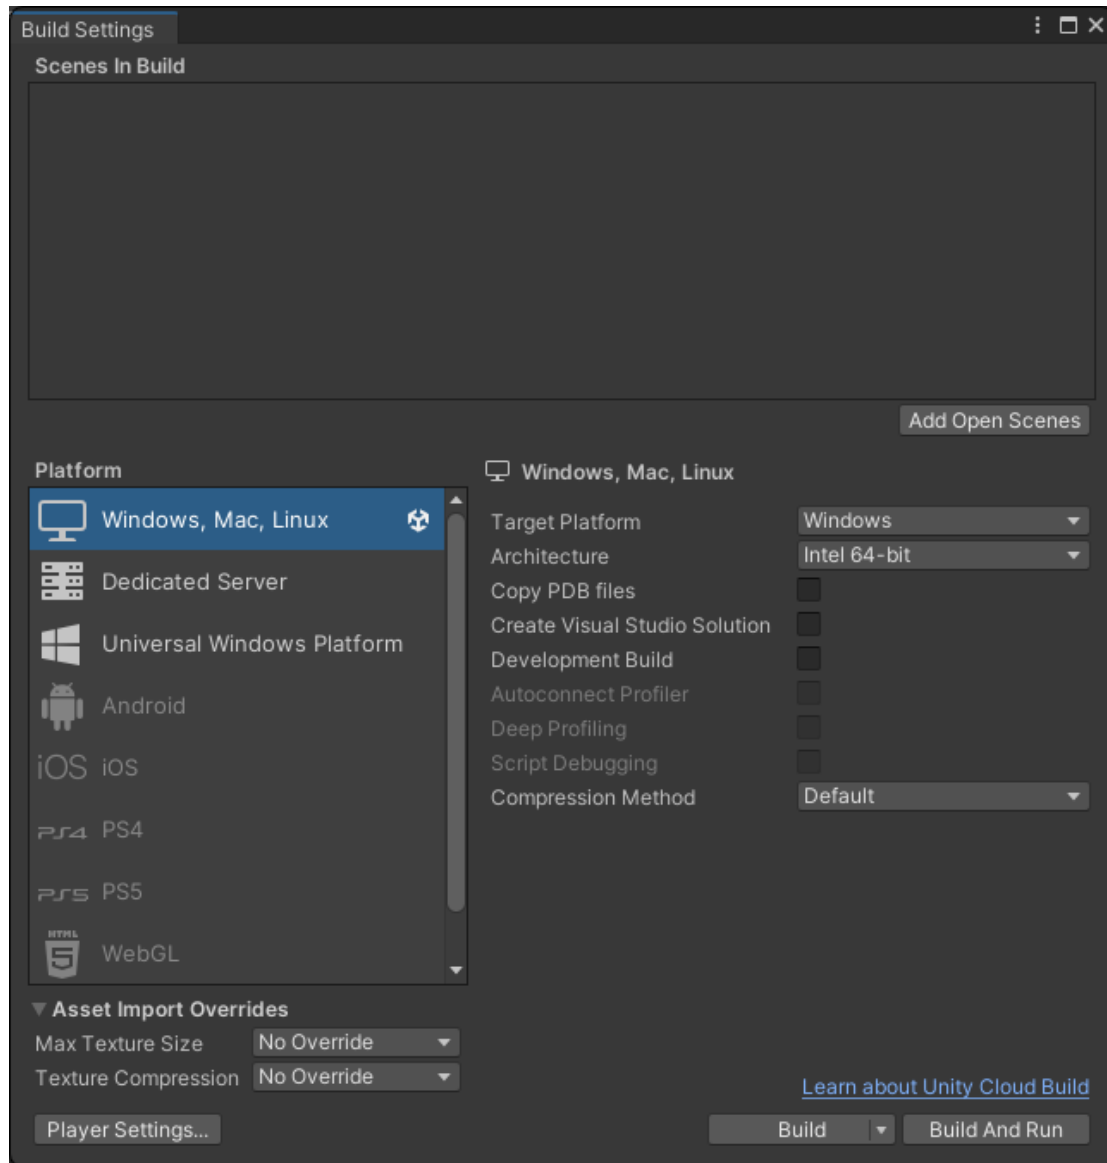 Build Settings
Scenes In Build
Add Open Scenes
Platform
Windows, Mac, Linux
Dedicated Server
Universal Windows Platform
Android
iOS iOS
PS4 PS4
PS5 PS5
HTML
5 WebGL
Windows, Mac, Linux
Target Platform Windows
Architecture Intel 64-bit
Copy PDB files
Create Visual Studio Solution
Development Build
Autoconnect Profiler
Deep Profiling
Script Debugging
Compression Method Default
Asset Import Overrides
Max Texture Size No Override
Texture Compression No Override
Learn about Unity Cloud Build
Player Settings... Build Build And Run